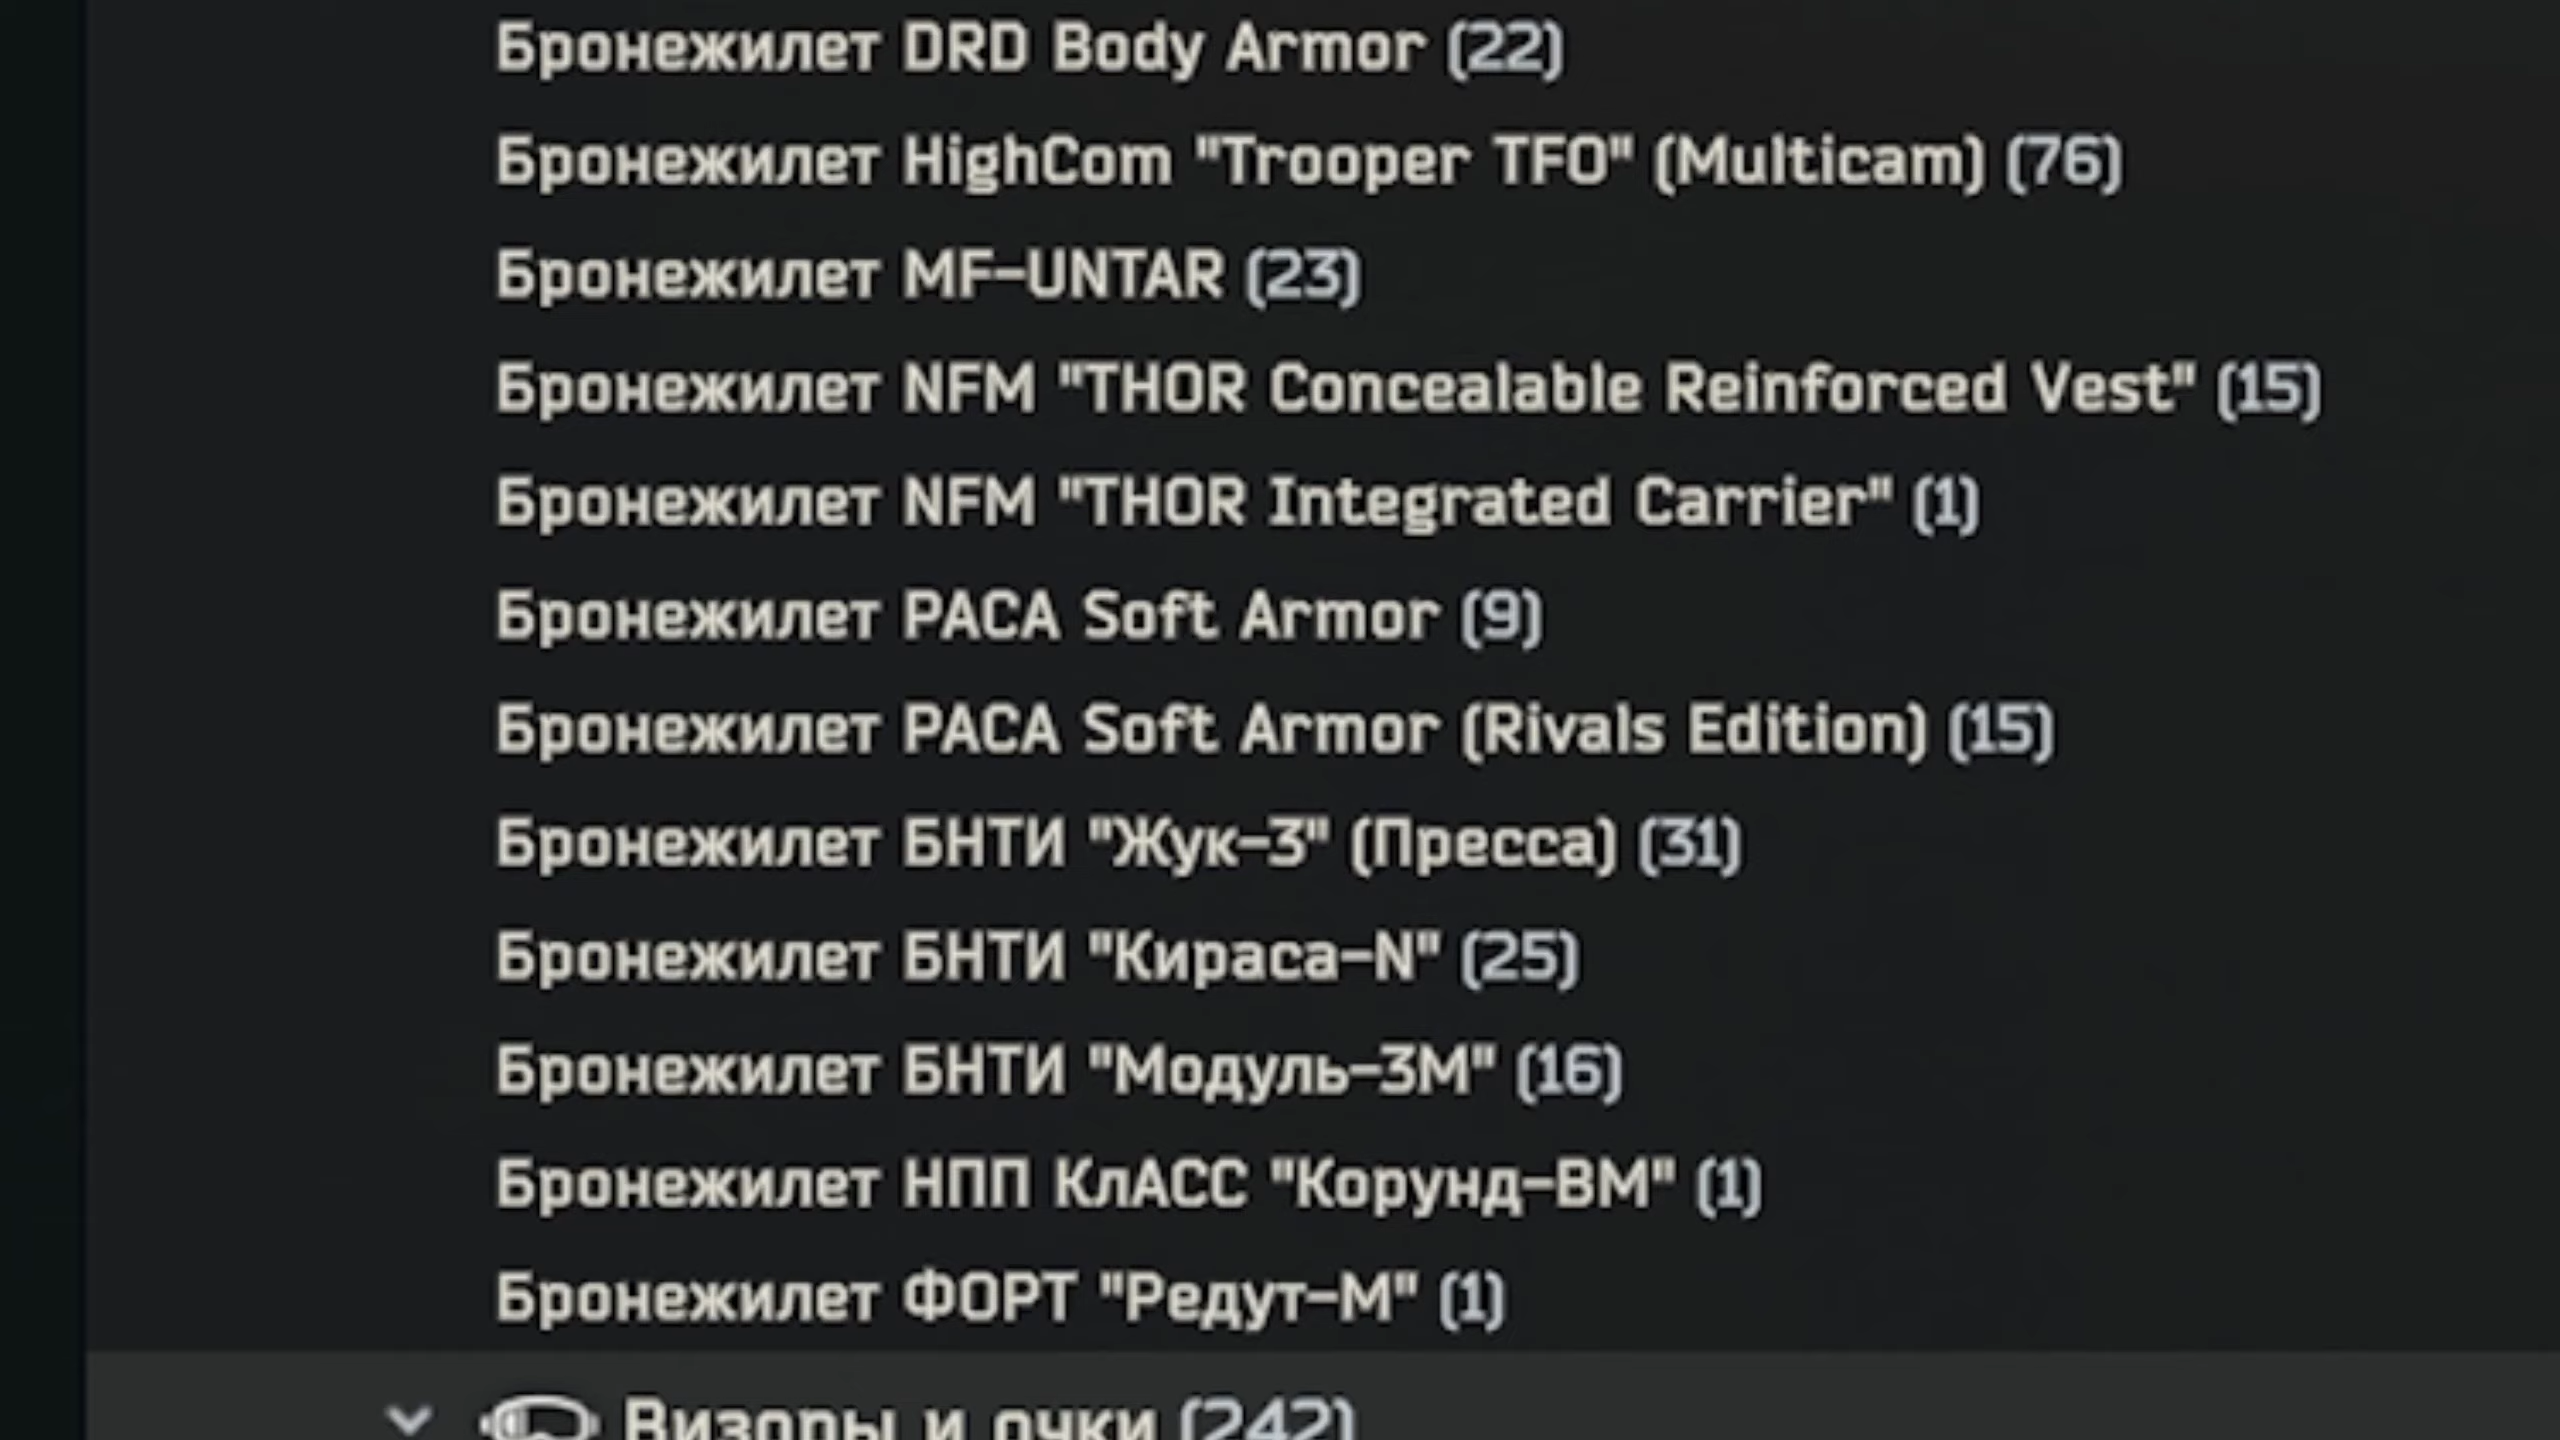 Бронежилет DRD Body Armor (22)
Бронежилет HighCom "Trooper TFO" (Multicam) (76)
Бронежилет MF-UNTAR (23)
Бронежилет NFM "THOR Concealable Reinforced Vest" (15)
Бронежилет NFM "THOR Integrated Carrier" (1)
Бронежилет PACA Soft Armor (9)
Бронежилет PACA Soft Armor (Rivals Edition) (15)
Бронежилет БНТИ "Жук-3" (Пресса) (31)
Бронежилет БНТИ "Кираса-N" (25)
Бронежилет БНТИ "Модуль-3М" (16)
Бронежилет НПП КлАСС "Корунд-ВМ" (1)
Бронежилет ФОРТ "Редут-М" (1)
Визоры и очки (242)